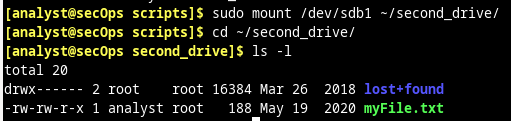 [analyst@secOps scripts]$ sudo mount /dev/sdb1 ~/second_drive/
[analyst@secOps scripts]$ cd ~/second_drive/
[analyst@secOps second_drive]$ ls -l
total 20
drwx------ 2 root    root 16384 Mar 26  2018 lost+found
-rw-rw-r-x 1 analyst root   188 May 19  2020 myFile.txt